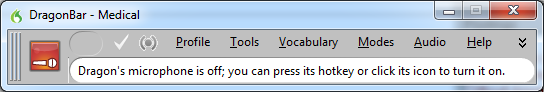 DragonBar - Medical
Profile Tools Vocabulary Modes Audio Help
Dragon's microphone is off; you can press its hotkey or click its icon to turn it on.